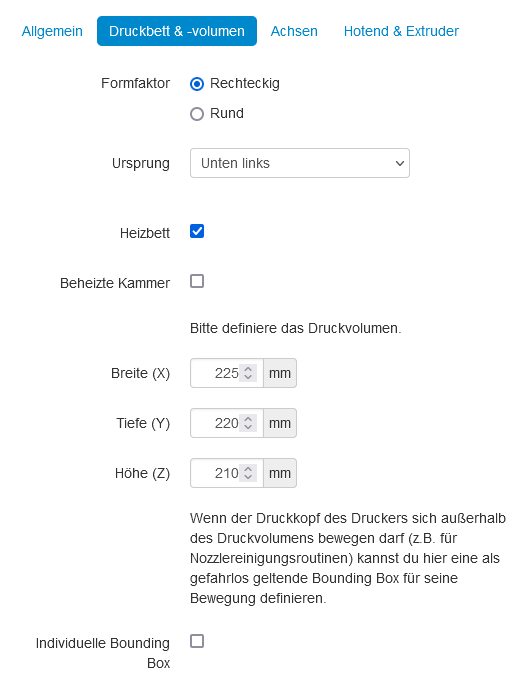 Allgemein Druckbett & -volumen Achsen Hotend & Extruder
Formfaktor Rechteckig
Rund
Ursprung Unten links
Heizbett
Beheizte Kammer
Bitte definiere das Druckvolumen.
Breite (X) 225 mm
Tiefe (Y) 220 mm
Höhe (Z) 210 mm
Wenn der Druckkopf des Druckers sich außerhalb
des Druckvolumens bewegen darf (z.B. für
Nozzlereinigungsroutinen) kannst du hier eine als
gefahrlos geltende Bounding Box für seine
Bewegung definieren.
Individuelle Bounding
Box